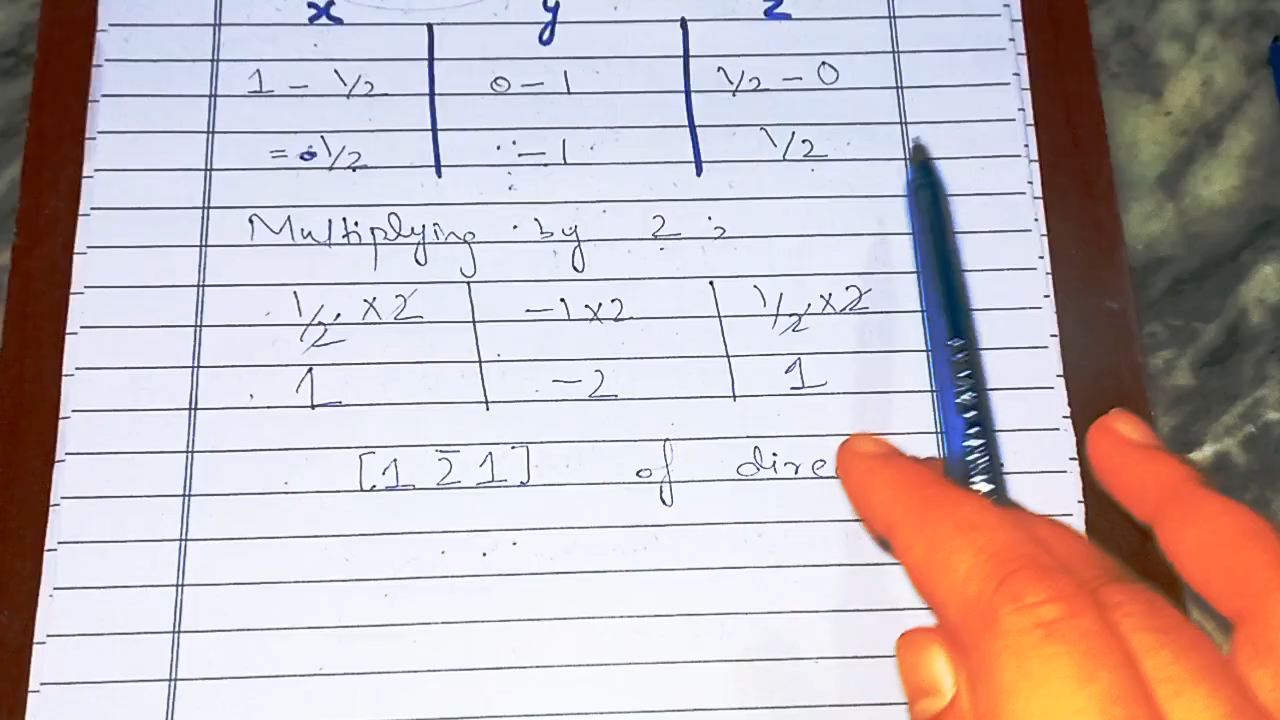 x y z
1 - 1/2 0 - 1 1/2 - 0
= 1/2 - 1 1/2
Multiplying by 2 ;
1/2 × 2 -1 × 2 1/2 × 2
1 -2 1
[1 2̄ 1] of dire